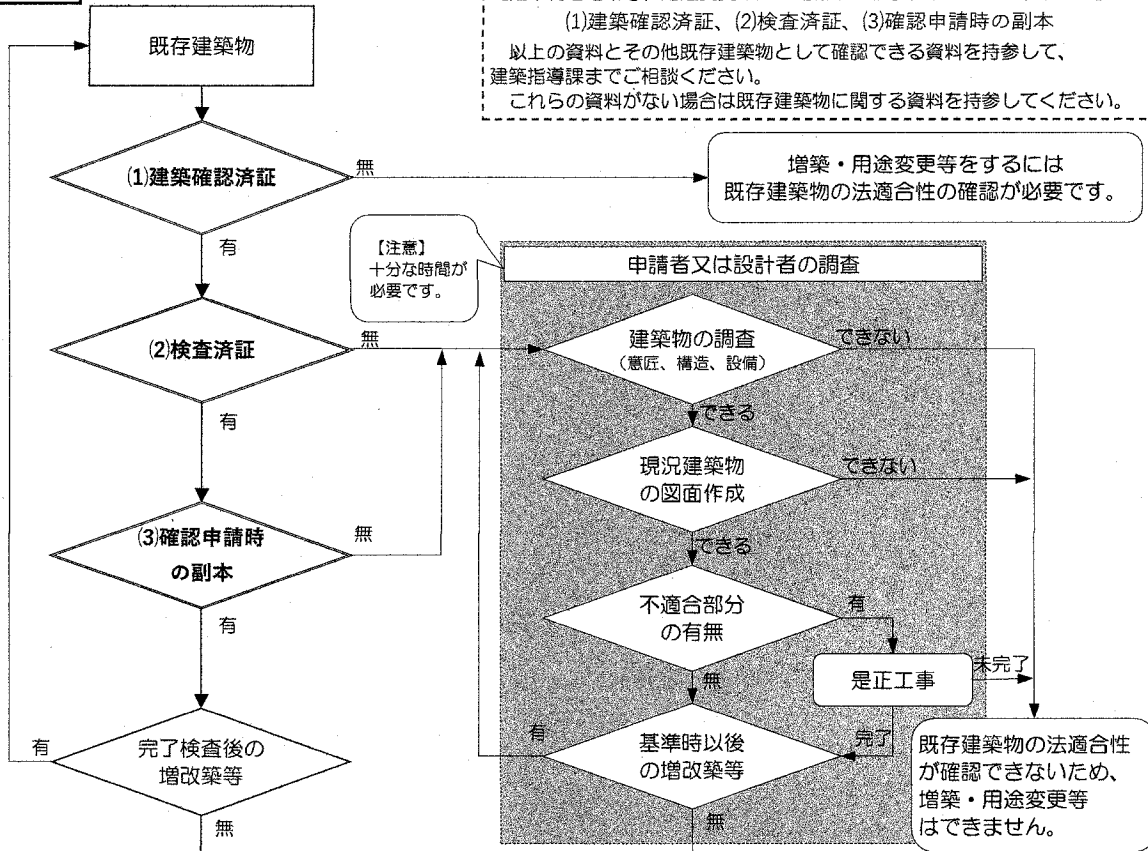 (1)建築確認済証、(2)検査済証、(3)確認申請時の副本
以上の資料とその他既存建築物として確認できる資料を持参して、
建築指導課までご相談ください。
これらの資料がない場合は既存建築物に関する資料を持参してください。
既存建築物
(1)建築確認済証
無
有
増築・用途変更等をするには
既存建築物の法適合性の確認が必要です。
【注意】
十分な時間が
必要です。
申請者又は設計者の調査
(2)検査済証
無
有
建築物の調査
(意匠、構造、設備)
できない
できる
現況建築物
の図面作成
できない
できる
(3)確認申請時
の副本
無
有
不適合部分
の有無
有
無
是正工事
未完了
完了
完了検査後の
増改築等
有
無
基準時以後
の増改築等
有
無
既存建築物の法適合性
が確認できないため、
増築・用途変更等
はできません。